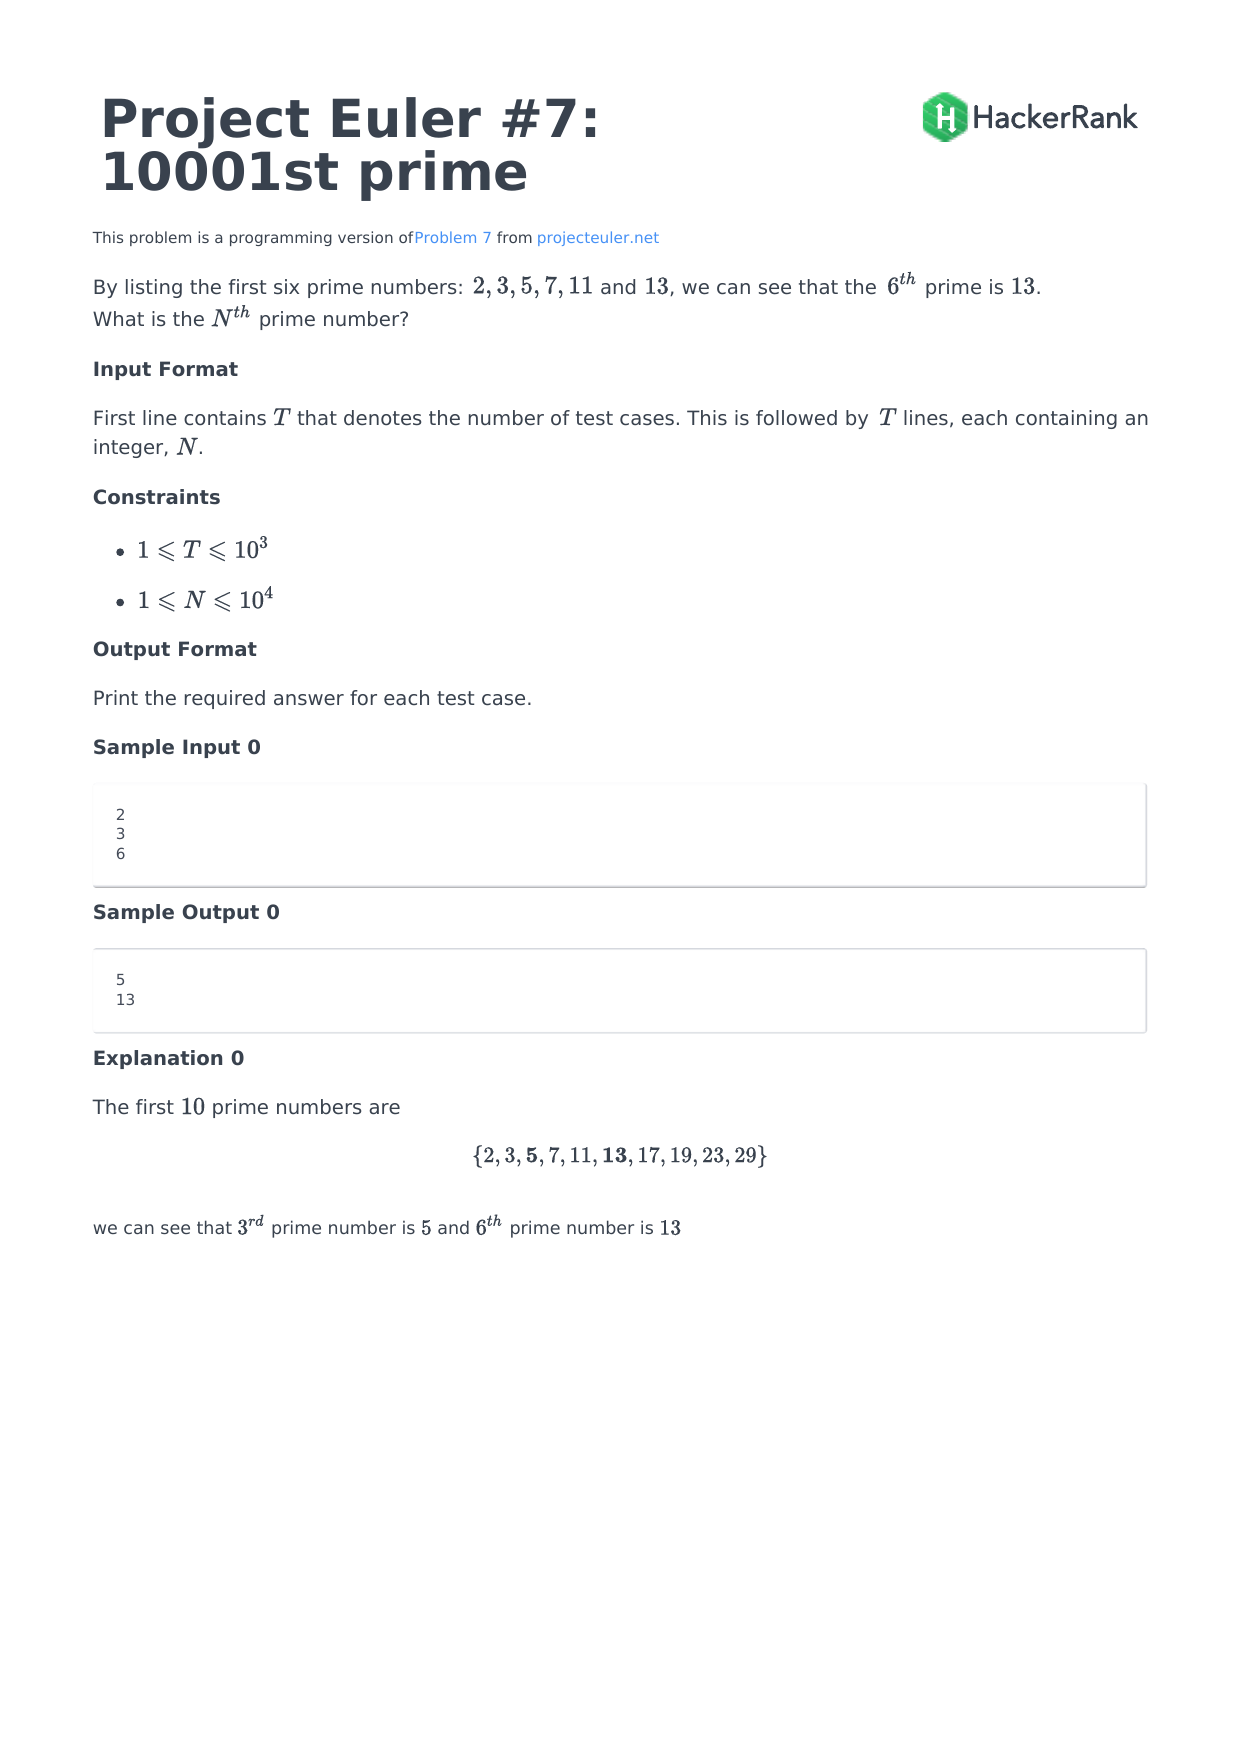 Project Euler #7:
10001st prime
HackerRank
This problem is a programming version ofProblem 7 from projecteuler.net
By listing the first six prime numbers: 2, 3, 5, 7, 11 and 13, we can see that the 6^{th} prime is 13.
What is the N^{th} prime number?
Input Format
First line contains T that denotes the number of test cases. This is followed by T lines, each containing an
integer, N.
Constraints
• 1 ⩽ T ⩽ 10^3
• 1 ⩽ N ⩽ 10^4
Output Format
Print the required answer for each test case.
Sample Input 0
2
3
6
Sample Output 0
5
13
Explanation 0
The first 10 prime numbers are
{2, 3, 5, 7, 11, 13, 17, 19, 23, 29}
we can see that 3^{rd} prime number is 5 and 6^{th} prime number is 13